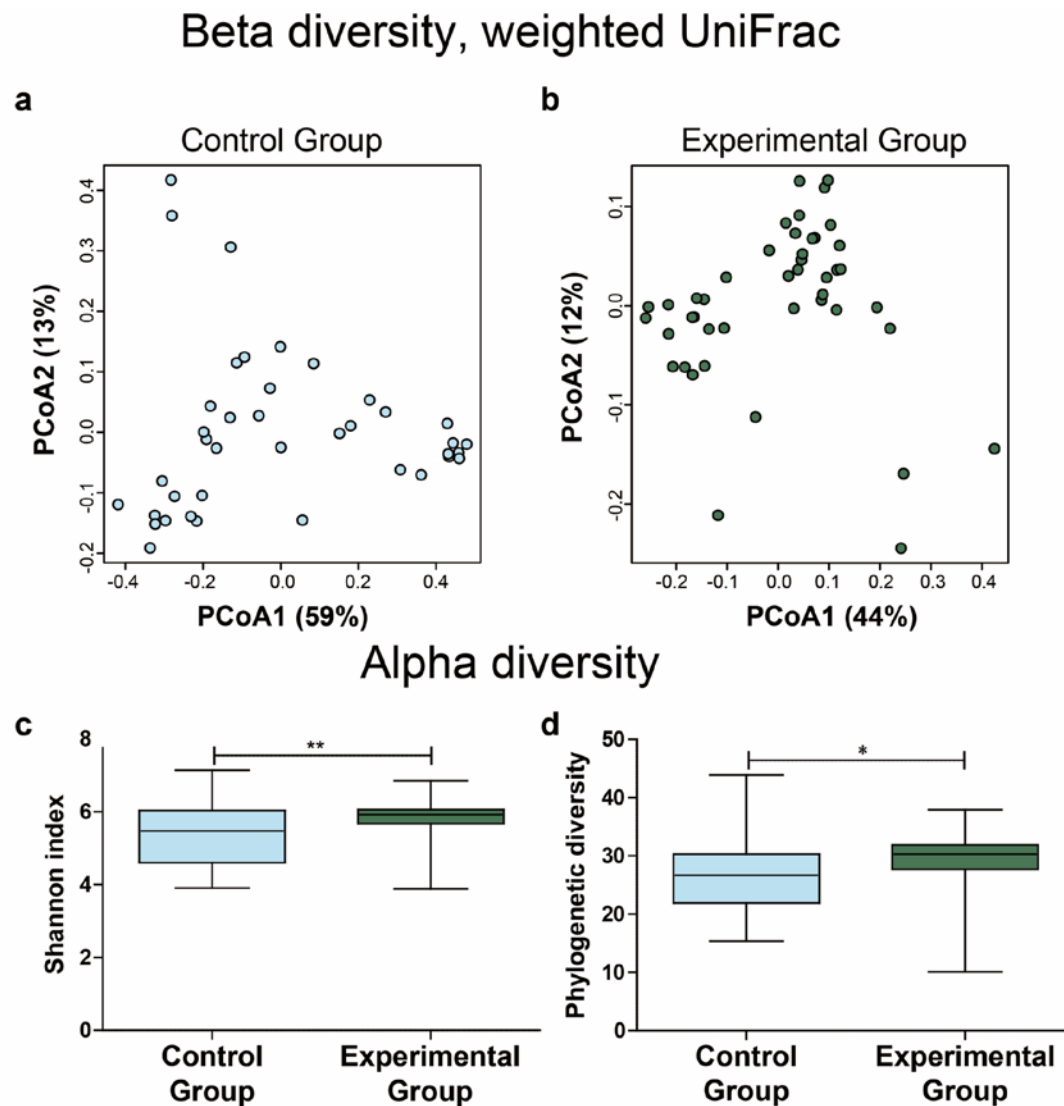 Beta diversity, weighted UniFrac
a
Control Group
PCoA2 (13%)
0.4
0.3
0.2
0.1
0.0
-0.1
-0.2
-0.4
-0.2
0.0
0.2
0.4
PCoA1 (59%)
b
Experimental Group
PCoA2 (12%)
0.1
0.0
-0.1
-0.2
-0.2
-0.1
0.0
0.1
0.2
0.3
0.4
PCoA1 (44%)
Alpha diversity
c
Shannon index
8
6
4
2
0
**
Control
Group
Experimental
Group
d
Phylogenetic diversity
50
40
30
20
10
0
*
Control
Group
Experimental
Group